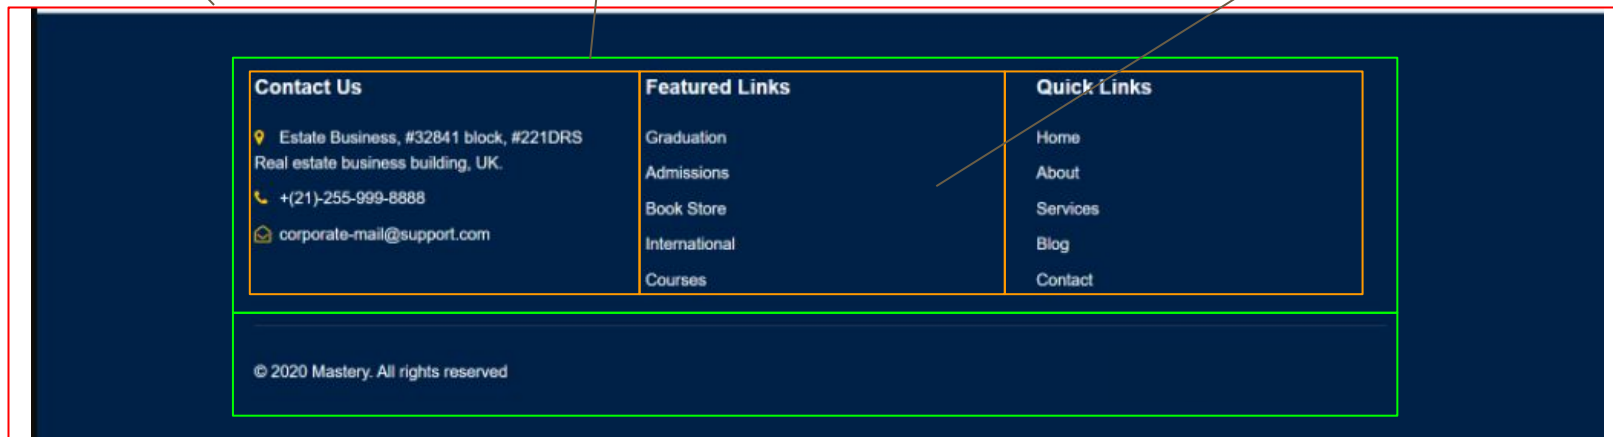 Contact Us
Estate Business, #32841 block, #221DRS
Real estate business building, UK.
+(21)-255-999-8888
corporate-mail@support.com
Featured Links
Graduation
Admissions
Book Store
International
Courses
Quick Links
Home
About
Services
Blog
Contact
© 2020 Mastery. All rights reserved